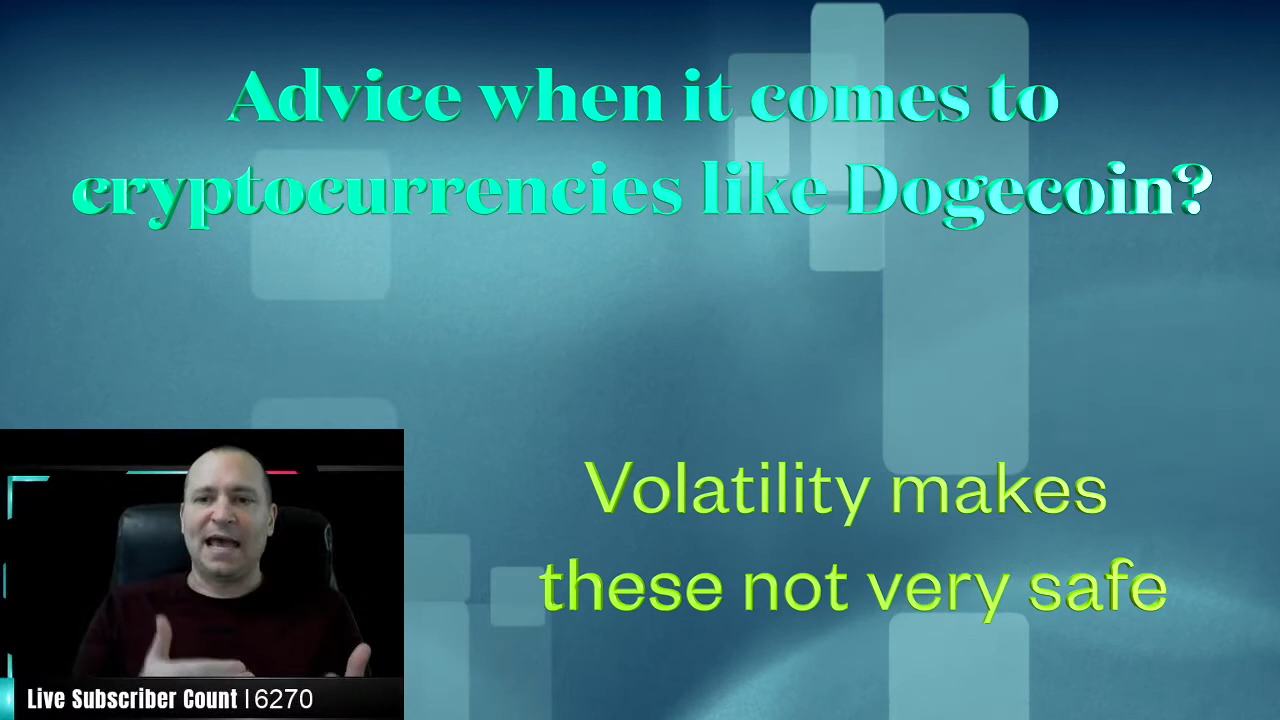 Advice when it comes to
cryptocurrencies like Dogecoin?
Volatility makes
these not very safe
Live Subscriber Count | 6270